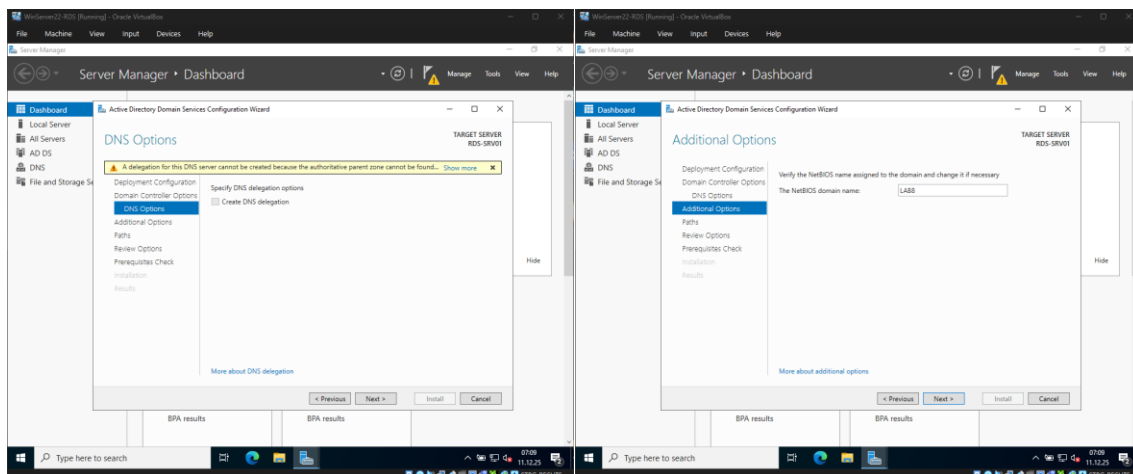 WinServer22-RDS [Running] - Oracle VirtualBox
File Machine View Input Devices Help
Server Manager
Server Manager • Dashboard
Manage Tools View Help
Dashboard
Local Server
All Servers
AD DS
DNS
File and Storage Se
Active Directory Domain Services Configuration Wizard
DNS Options
TARGET SERVER
RDS-SRV01
A delegation for this DNS server cannot be created because the authoritative parent zone cannot be found... Show more
Deployment Configuration
Domain Controller Options
DNS Options
Additional Options
Paths
Review Options
Prerequisites Check
Installation
Results
Specify DNS delegation options
Create DNS delegation
More about DNS delegation
< Previous Next > Install Cancel
Hide
BPA results BPA results
Type here to search
07:09
11.12.25
WinServer22-RDS [Running] - Oracle VirtualBox
File Machine View Input Devices Help
Server Manager
Server Manager • Dashboard
Manage Tools View Help
Dashboard
Local Server
All Servers
AD DS
DNS
File and Storage Se
Active Directory Domain Services Configuration Wizard
Additional Options
TARGET SERVER
RDS-SRV01
Deployment Configuration
Domain Controller Options
DNS Options
Additional Options
Paths
Review Options
Prerequisites Check
Installation
Results
Verify the NetBIOS name assigned to the domain and change it if necessary
The NetBIOS domain name: LAB8
More about additional options
< Previous Next > Install Cancel
Hide
BPA results BPA results
Type here to search
07:09
11.12.25